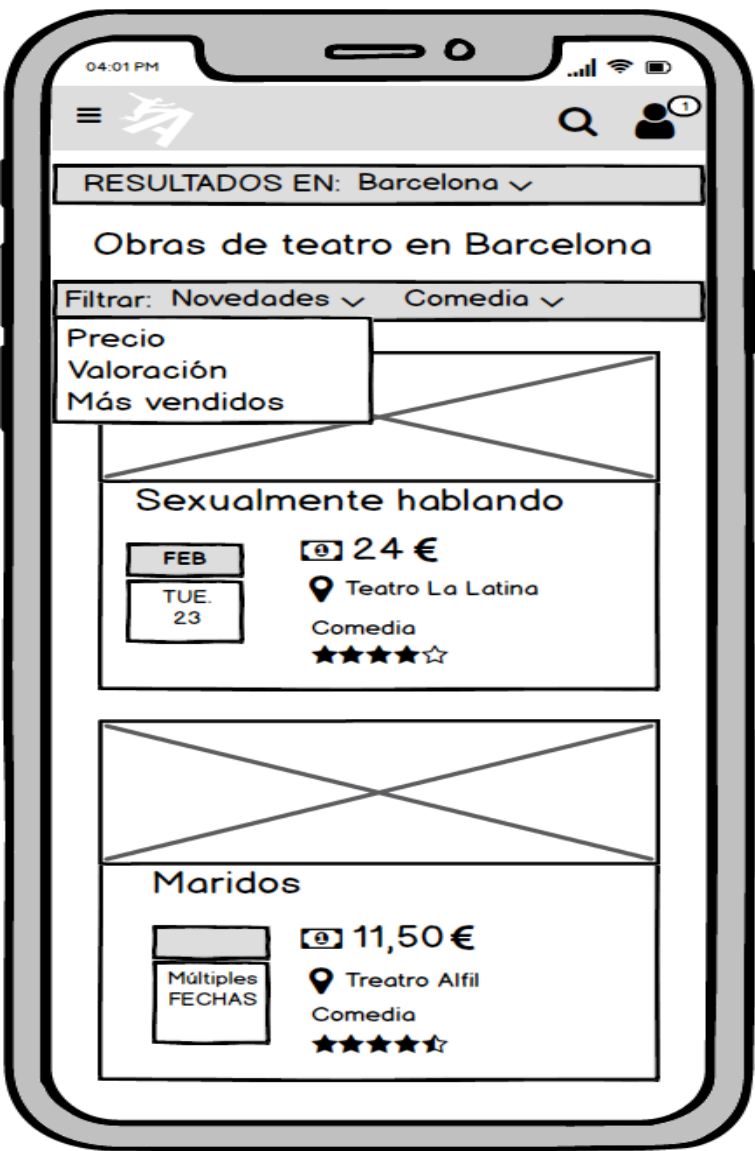 04:01 PM
1
RESULTADOS EN: Barcelona
Obras de teatro en Barcelona
Filtrar: Novedades Comedia
Precio
Valoración
Más vendidos
Sexualmente hablando
FEB
TUE.
23
24 €
Teatro La Latina
Comedia
Maridos
Múltiples
FECHAS
11,50 €
Treatro Alfil
Comedia